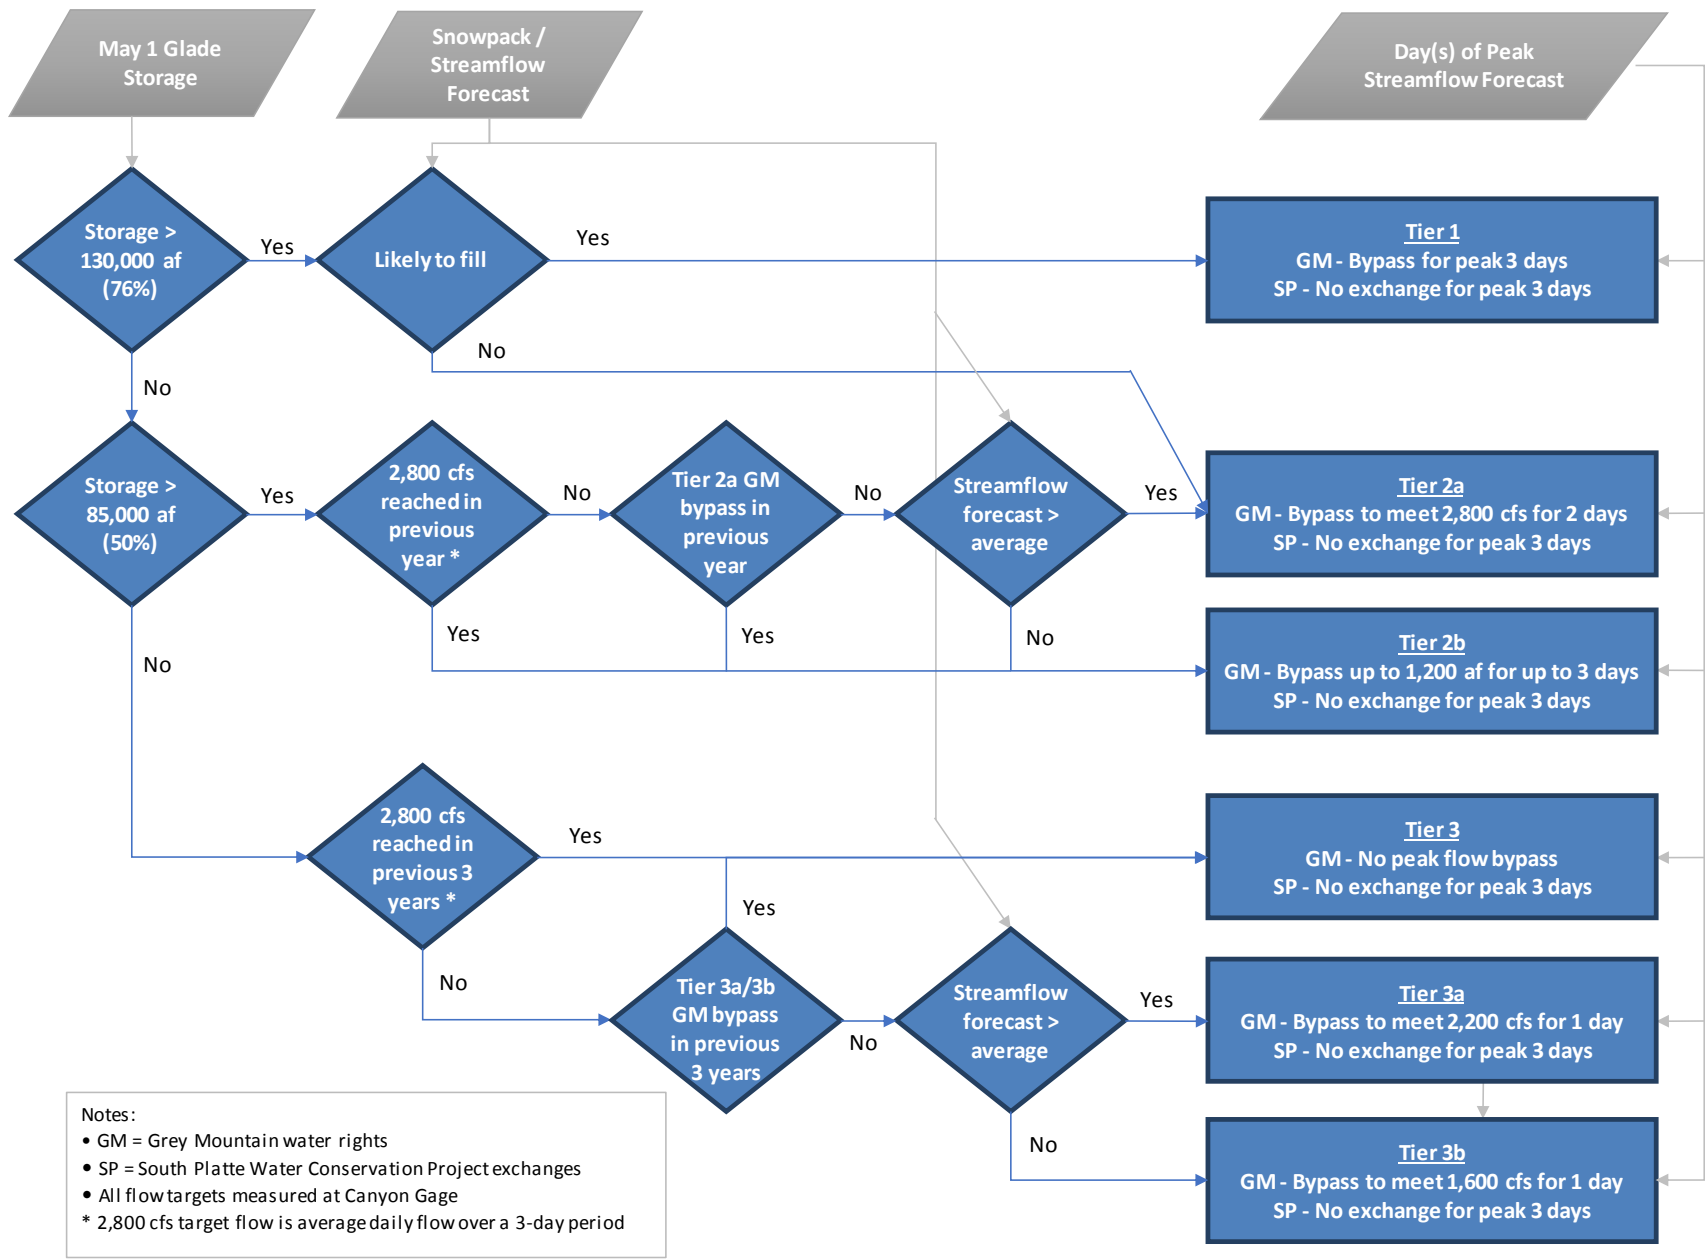 May 1 Glade
Storage
Snowpack /
Streamflow
Forecast
Day(s) of Peak
Streamflow Forecast
Storage >
130,000 af
(76%)
Yes
Likely to fill
Yes
Tier 1
GM - Bypass for peak 3 days
SP - No exchange for peak 3 days
No
No
Storage >
85,000 af
(50%)
Yes
2,800 cfs
reached in
previous
year *
No
Tier 2a GM
bypass in
previous
year
No
Streamflow
forecast >
average
Yes
Tier 2a
GM - Bypass to meet 2,800 cfs for 2 days
SP - No exchange for peak 3 days
Yes
Yes
No
No
Tier 2b
GM - Bypass up to 1,200 af for up to 3 days
SP - No exchange for peak 3 days
2,800 cfs
reached in
previous 3
years *
Yes
Tier 3
GM - No peak flow bypass
SP - No exchange for peak 3 days
Yes
No
Tier 3a/3b
GM bypass
in previous
3 years
No
Streamflow
forecast >
average
Yes
Tier 3a
GM - Bypass to meet 2,200 cfs for 1 day
SP - No exchange for peak 3 days
No
Tier 3b
GM - Bypass to meet 1,600 cfs for 1 day
SP - No exchange for peak 3 days
Notes:
• GM = Grey Mountain water rights
• SP = South Platte Water Conservation Project exchanges
• All flow targets measured at Canyon Gage
* 2,800 cfs target flow is average daily flow over a 3-day period